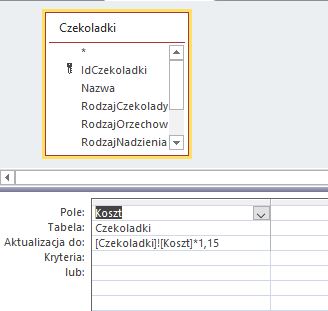 Czekoladki
*
IdCzekoladki
Nazwa
RodzajCzekolady
RodzajOrzechow
RodzajNadzienia
Pole: Koszt
Tabela: Czekoladki
Aktualizacja do: [Czekoladki]![Koszt]*1,15
Kryteria:
lub: